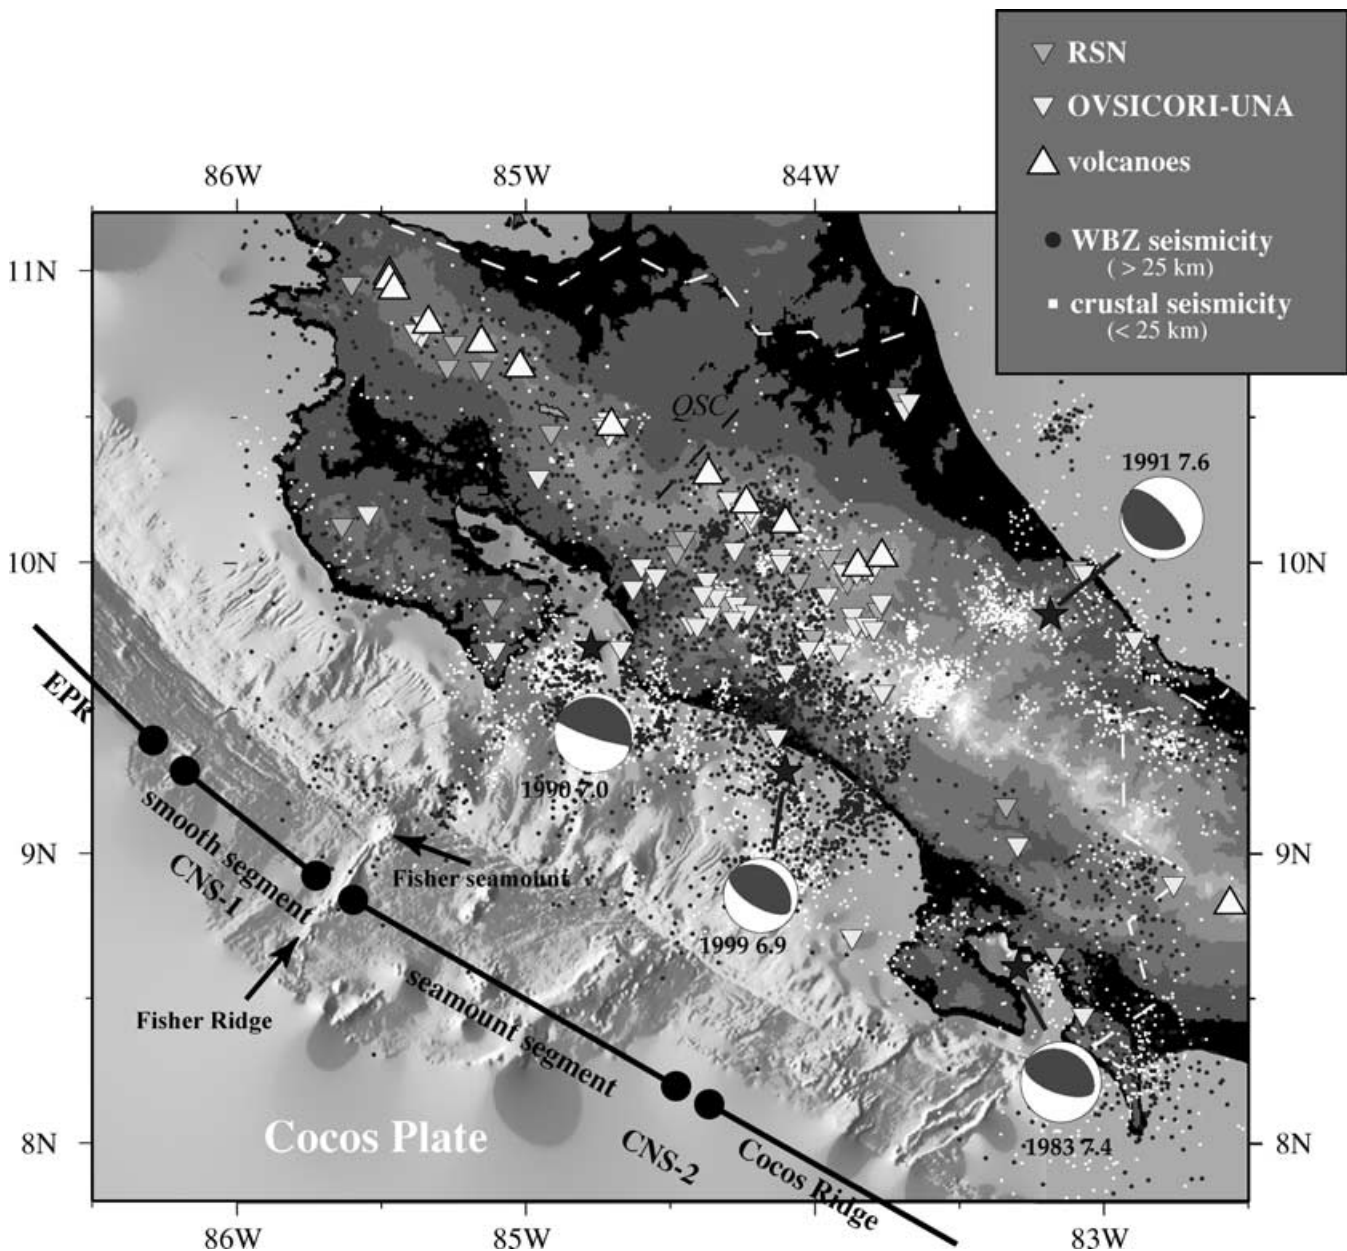 RSN
OVSICORI-UNA
volcanoes
WBZ seismicity
( > 25 km)
crustal seismicity
(< 25 km)
86W 85W 84W
11N
QSC
1991 7.6
10N 10N
EPR
1990 7.0
smooth segment
CNS-1
9N 9N
Fisher seamount
1999 6.9
Fisher Ridge
seamount segment
CNS-2
Cocos Plate
Cocos Ridge
1983 7.4
8N 8N
86W 85W 83W